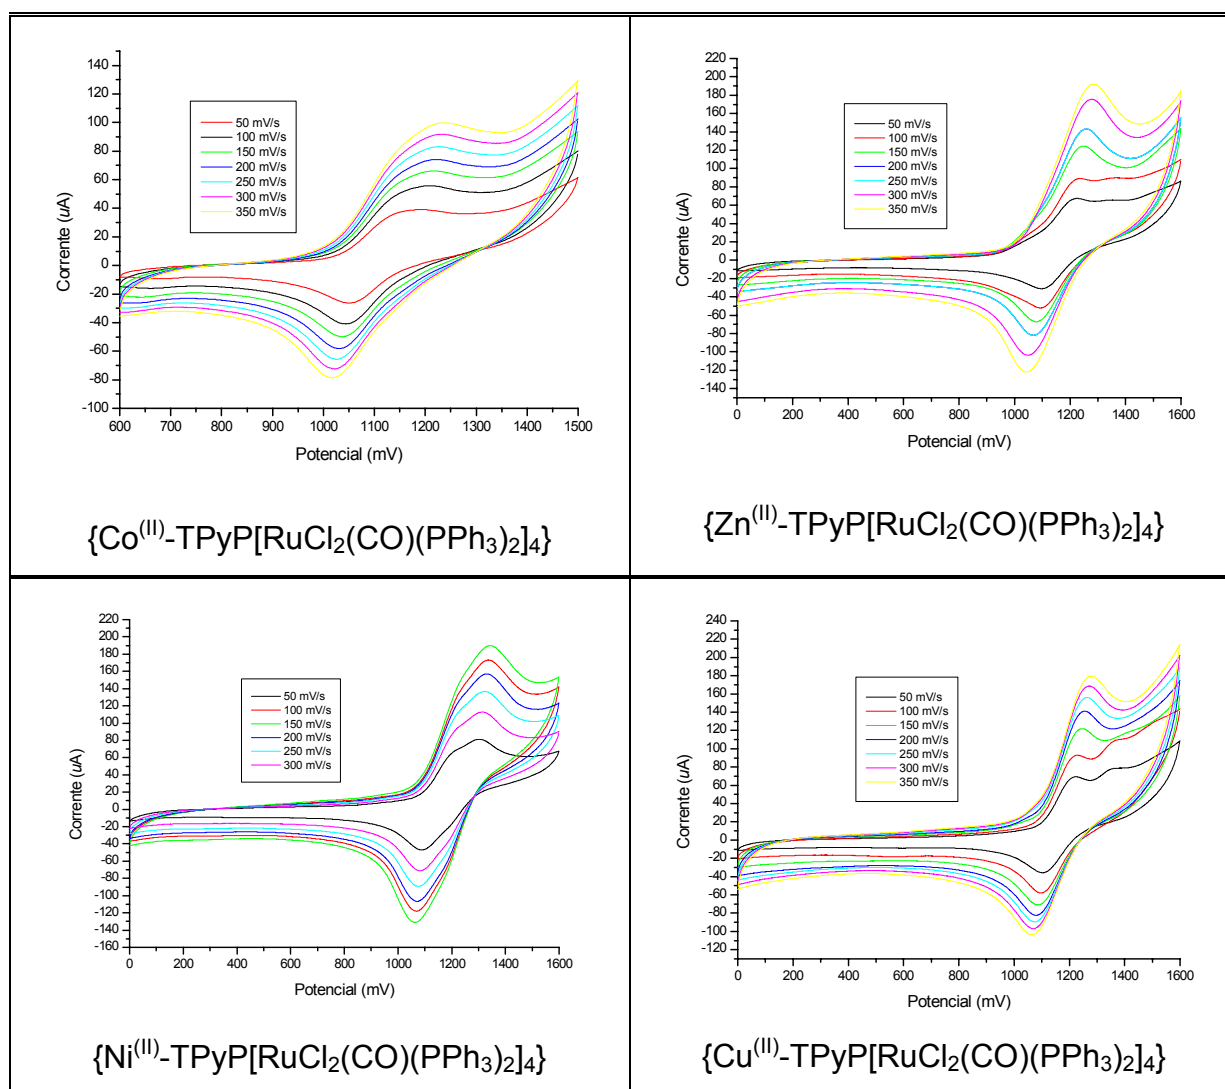 140
120
100
80
60
40
20
0
-20
-40
-60
-80
-100
Corrente (uA)
50 mV/s
100 mV/s
150 mV/s
200 mV/s
250 mV/s
300 mV/s
350 mV/s
600 700 800 900 1000 1100 1200 1300 1400 1500
Potencial (mV)
{Co(II)-TPyP[RuCl2(CO)(PPh3)2]4}
220
200
180
160
140
120
100
80
60
40
20
0
-20
-40
-60
-80
-100
-120
-140
Corrente (uA)
50 mV/s
100 mV/s
150 mV/s
200 mV/s
250 mV/s
300 mV/s
350 mV/s
0 200 400 600 800 1000 1200 1400 1600
Potencial (mV)
{Zn(II)-TPyP[RuCl2(CO)(PPh3)2]4}
220
200
180
160
140
120
100
80
60
40
20
0
-20
-40
-60
-80
-100
-120
-140
-160
Corrente (uA)
50 mV/s
100 mV/s
150 mV/s
200 mV/s
250 mV/s
300 mV/s
0 200 400 600 800 1000 1200 1400 1600
Potencial (mV)
{Ni(II)-TPyP[RuCl2(CO)(PPh3)2]4}
240
220
200
180
160
140
120
100
80
60
40
20
0
-20
-40
-60
-80
-100
-120
Corrente (uA)
50 mV/s
100 mV/s
150 mV/s
200 mV/s
250 mV/s
300 mV/s
350 mV/s
0 200 400 600 800 1000 1200 1400 1600
Potencial (mV)
{Cu(II)-TPyP[RuCl2(CO)(PPh3)2]4}